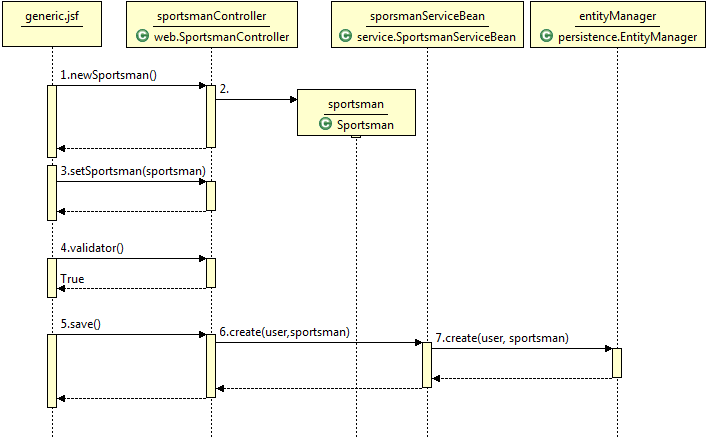 generic.jsf
sportsmanController
C web.SportsmanController
sporsmanServiceBean
C service.SportsmanServiceBean
entityManager
C persistence.EntityManager
1.newSportsman()
2.
sportsman
C Sportsman
3.setSportsman(sportsman)
4.validator()
True
5.save()
6.create(user,sportsman)
7.create(user, sportsman)